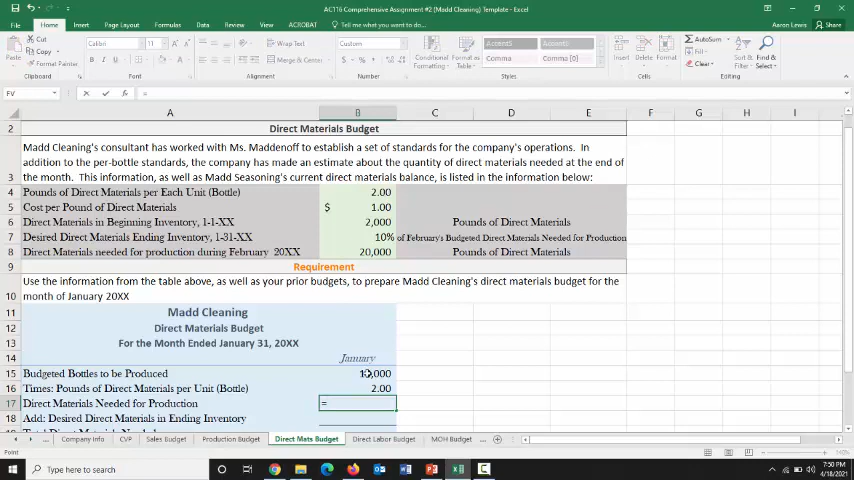 ACT16 Comprehensive Assignment #2 (Madd Cleaning) Template - Excel
Aaron Lewis
File Home Insert Page Layout Formulas Data Review View ACROBAT Tell me what you want to do... Aaron Lewis Share
Cut
Copy
Format Painter
Paste
Calibri 11
B I U
Wrap Text
Merge & Center
Custom
$ % ,
Conditional Formatting Format as Table
Accent5 Accent6
Comma Comma [0]
Insert Delete Format
AutoSum
Fill
Clear
Sort & Filter Find & Select
Clipboard Font Alignment Number Styles Cells Editing
FV =
A B C D E F G H I
2 Direct Materials Budget
Madd Cleaning's consultant has worked with Ms. Maddenoff to establish a set of standards for the company's operations. In
addition to the per-bottle standards, the company has made an estimate about the quantity of direct materials needed at the end of
3 the month. This information, as well as Madd Seasoning's current direct materials balance, is listed in the information below:
4 Pounds of Direct Materials per Each Unit (Bottle) 2.00
5 Cost per Pound of Direct Materials $ 1.00
6 Direct Materials in Beginning Inventory, 1-1-XX 2,000 Pounds of Direct Materials
7 Desired Direct Materials Ending Inventory, 1-31-XX 10% of February's Budgeted Direct Materials Needed for Production
8 Direct Materials needed for production during February 20XX 20,000 Pounds of Direct Materials
9 Requirement
Use the information from the table above, as well as your prior budgets, to prepare Madd Cleaning's direct materials budget for the
10 month of January 20XX
11 Madd Cleaning
12 Direct Materials Budget
13 For the Month Ended January 31, 20XX
14 January
15 Budgeted Bottles to be Produced 10,000
16 Times: Pounds of Direct Materials per Unit (Bottle) 2.00
17 Direct Materials Needed for Production =
18 Add: Desired Direct Materials in Ending Inventory
Company Info CVP Sales Budget Production Budget Direct Mats Budget Direct Labor Budget MOH Budget ...
Point
Type here to search
7:50 PM
4/18/2021